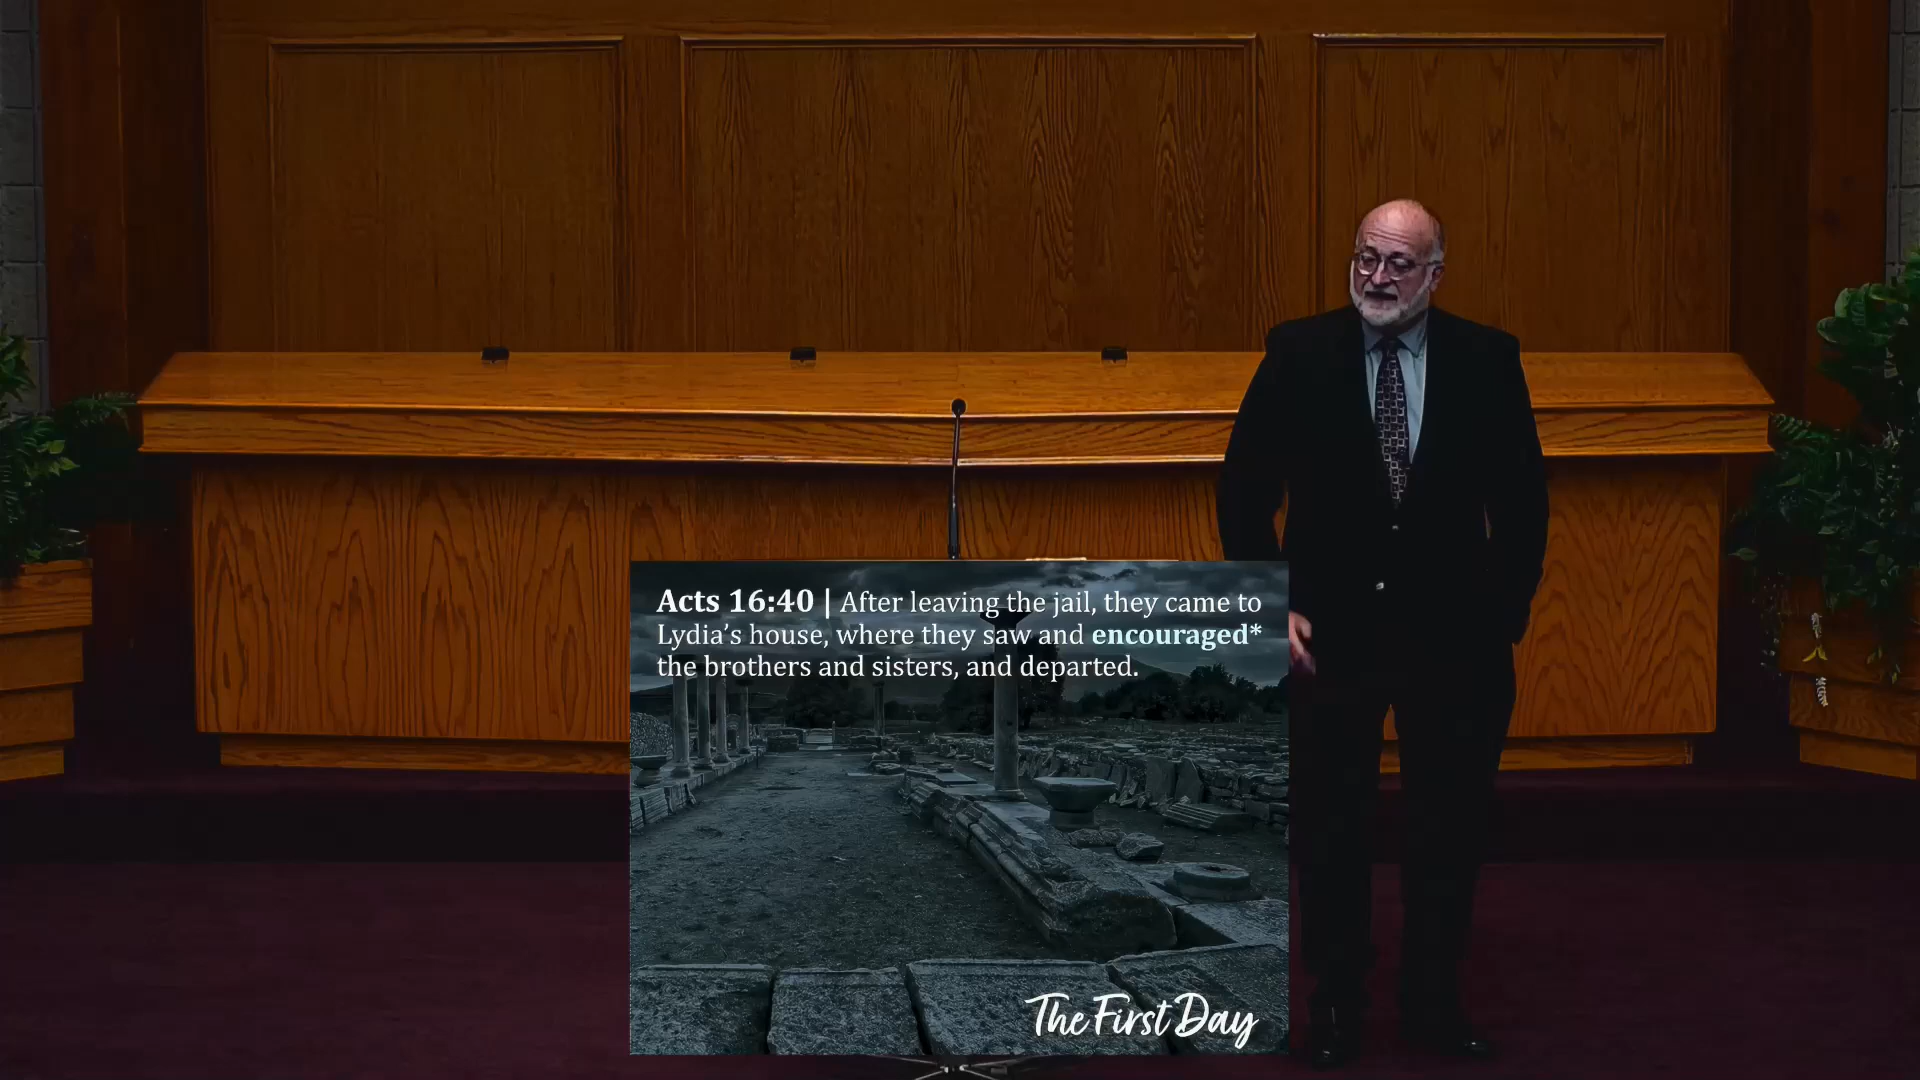 Acts 16:40 | After leaving the jail, they came to
Lydia’s house, where they saw and encouraged*
the brothers and sisters, and departed.
The First Day